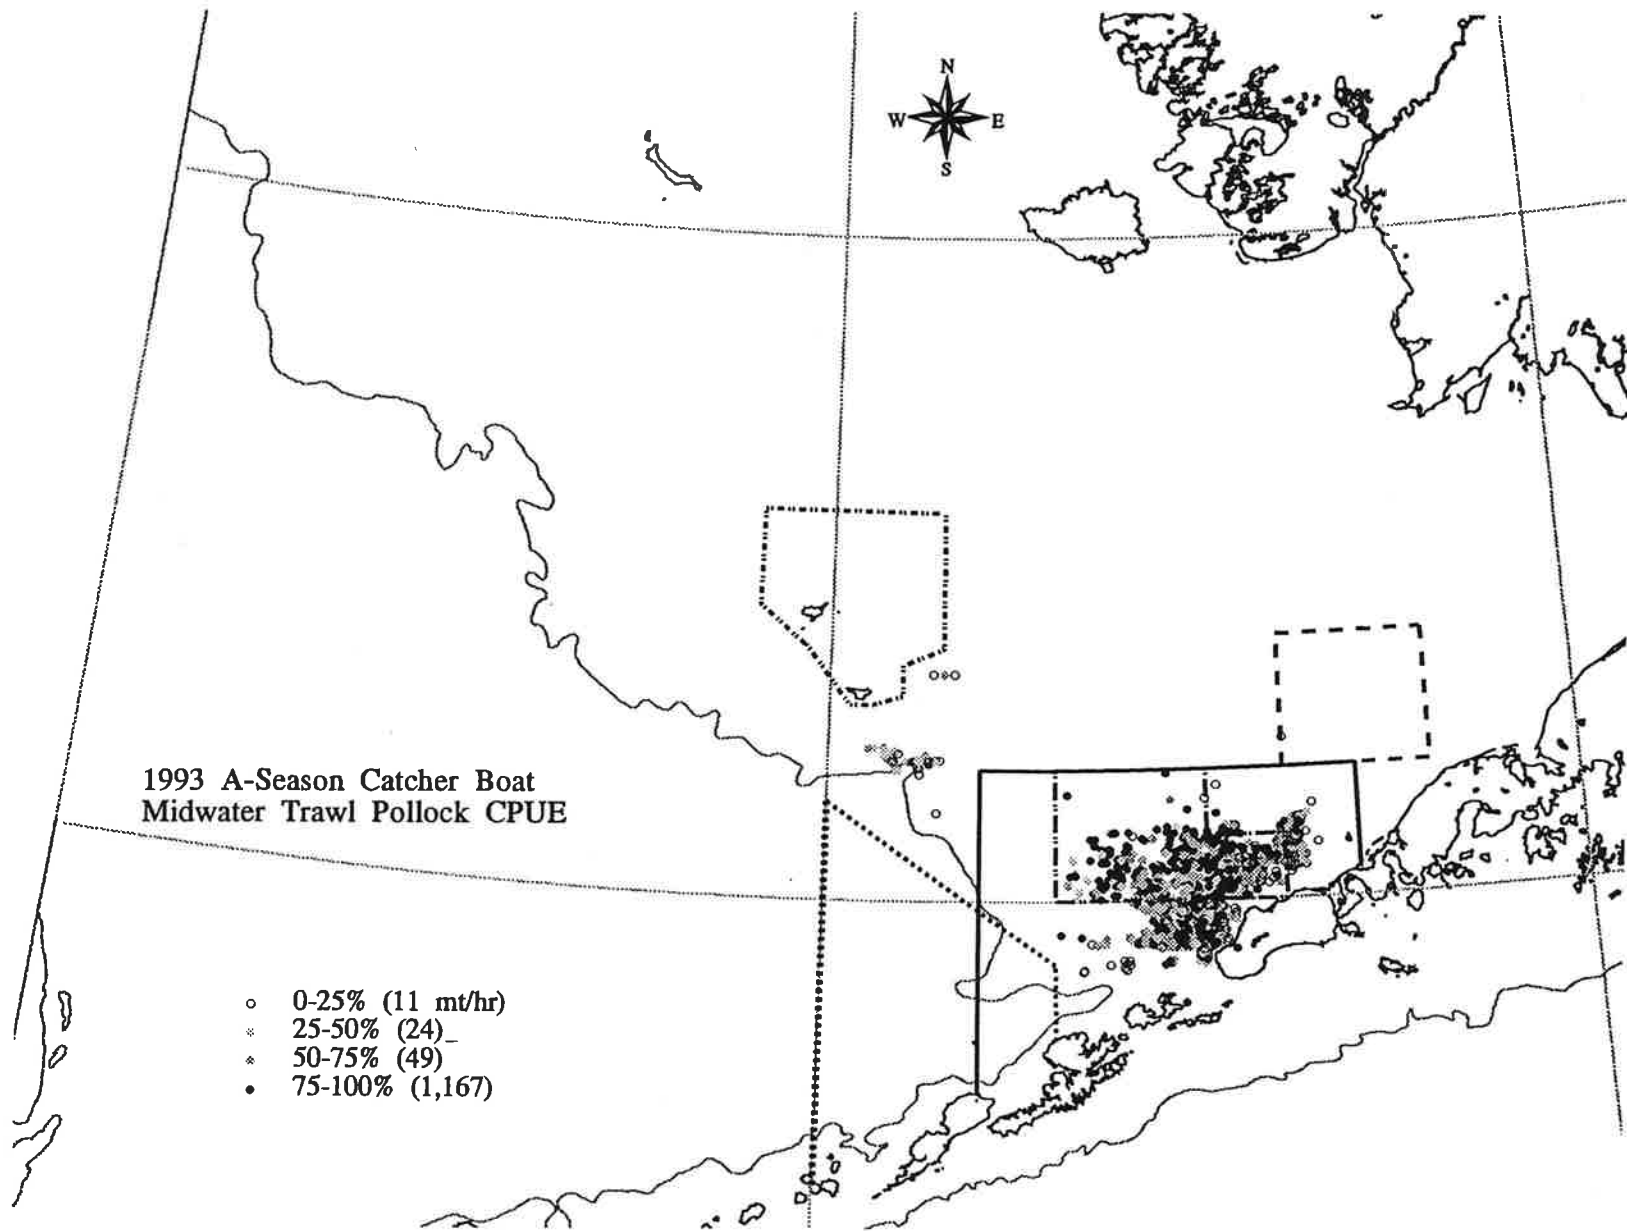 N
W E
S
1993 A-Season Catcher Boat
Midwater Trawl Pollock CPUE
0-25% (11 mt/hr)
25-50% (24)_
50-75% (49)
75-100% (1,167)